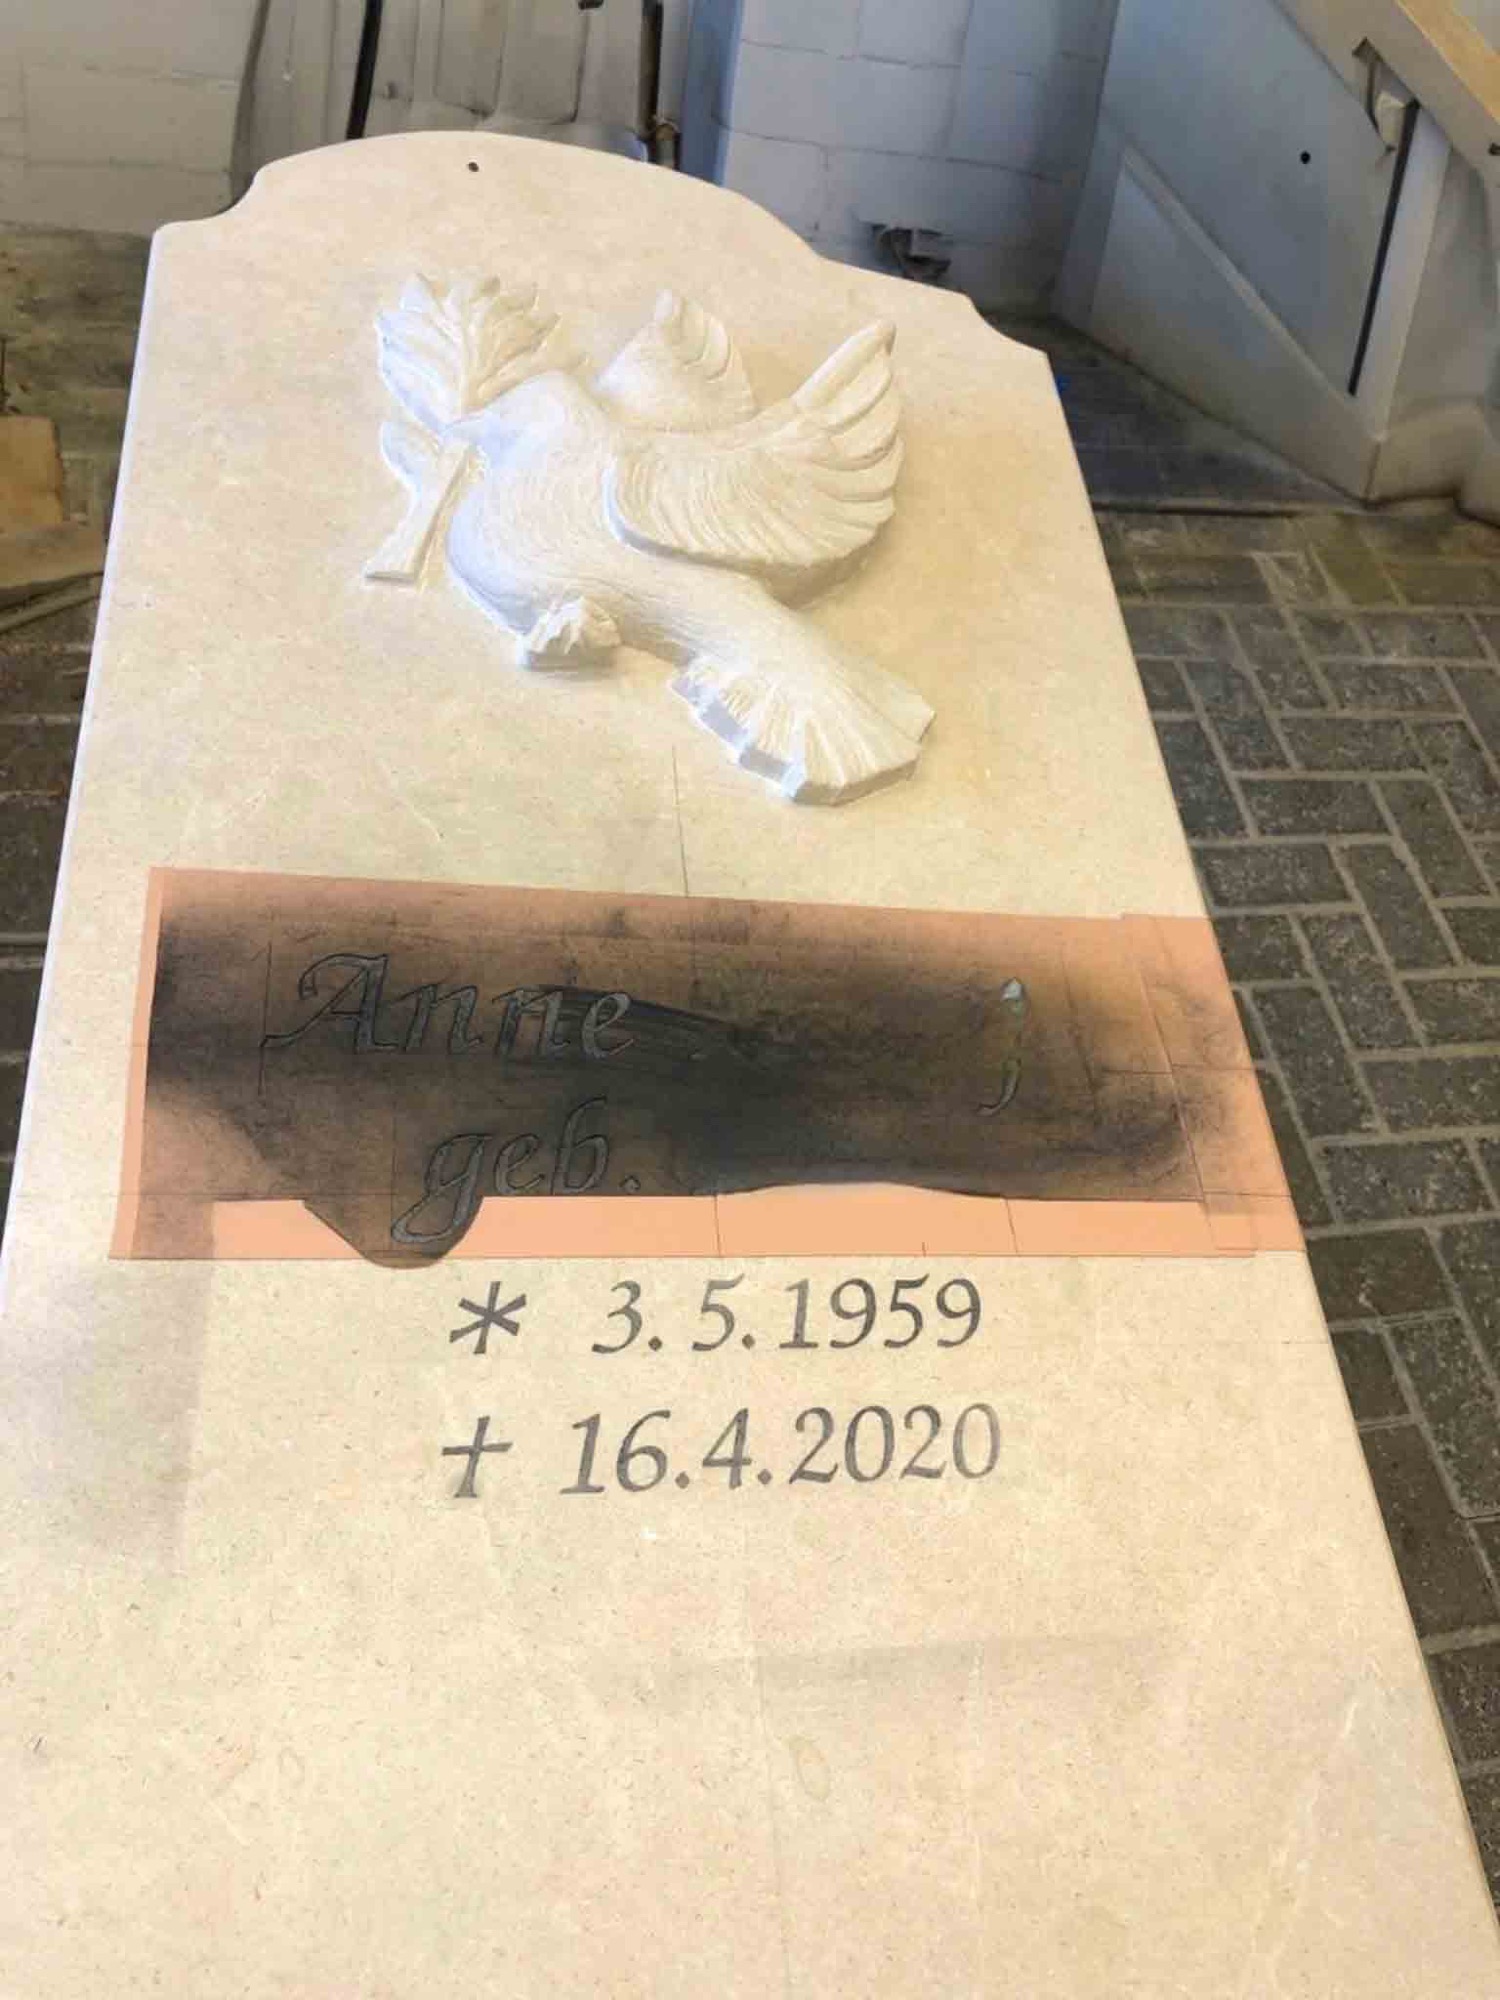 Anne
geb.
* 3.5.1959
† 16.4.2020